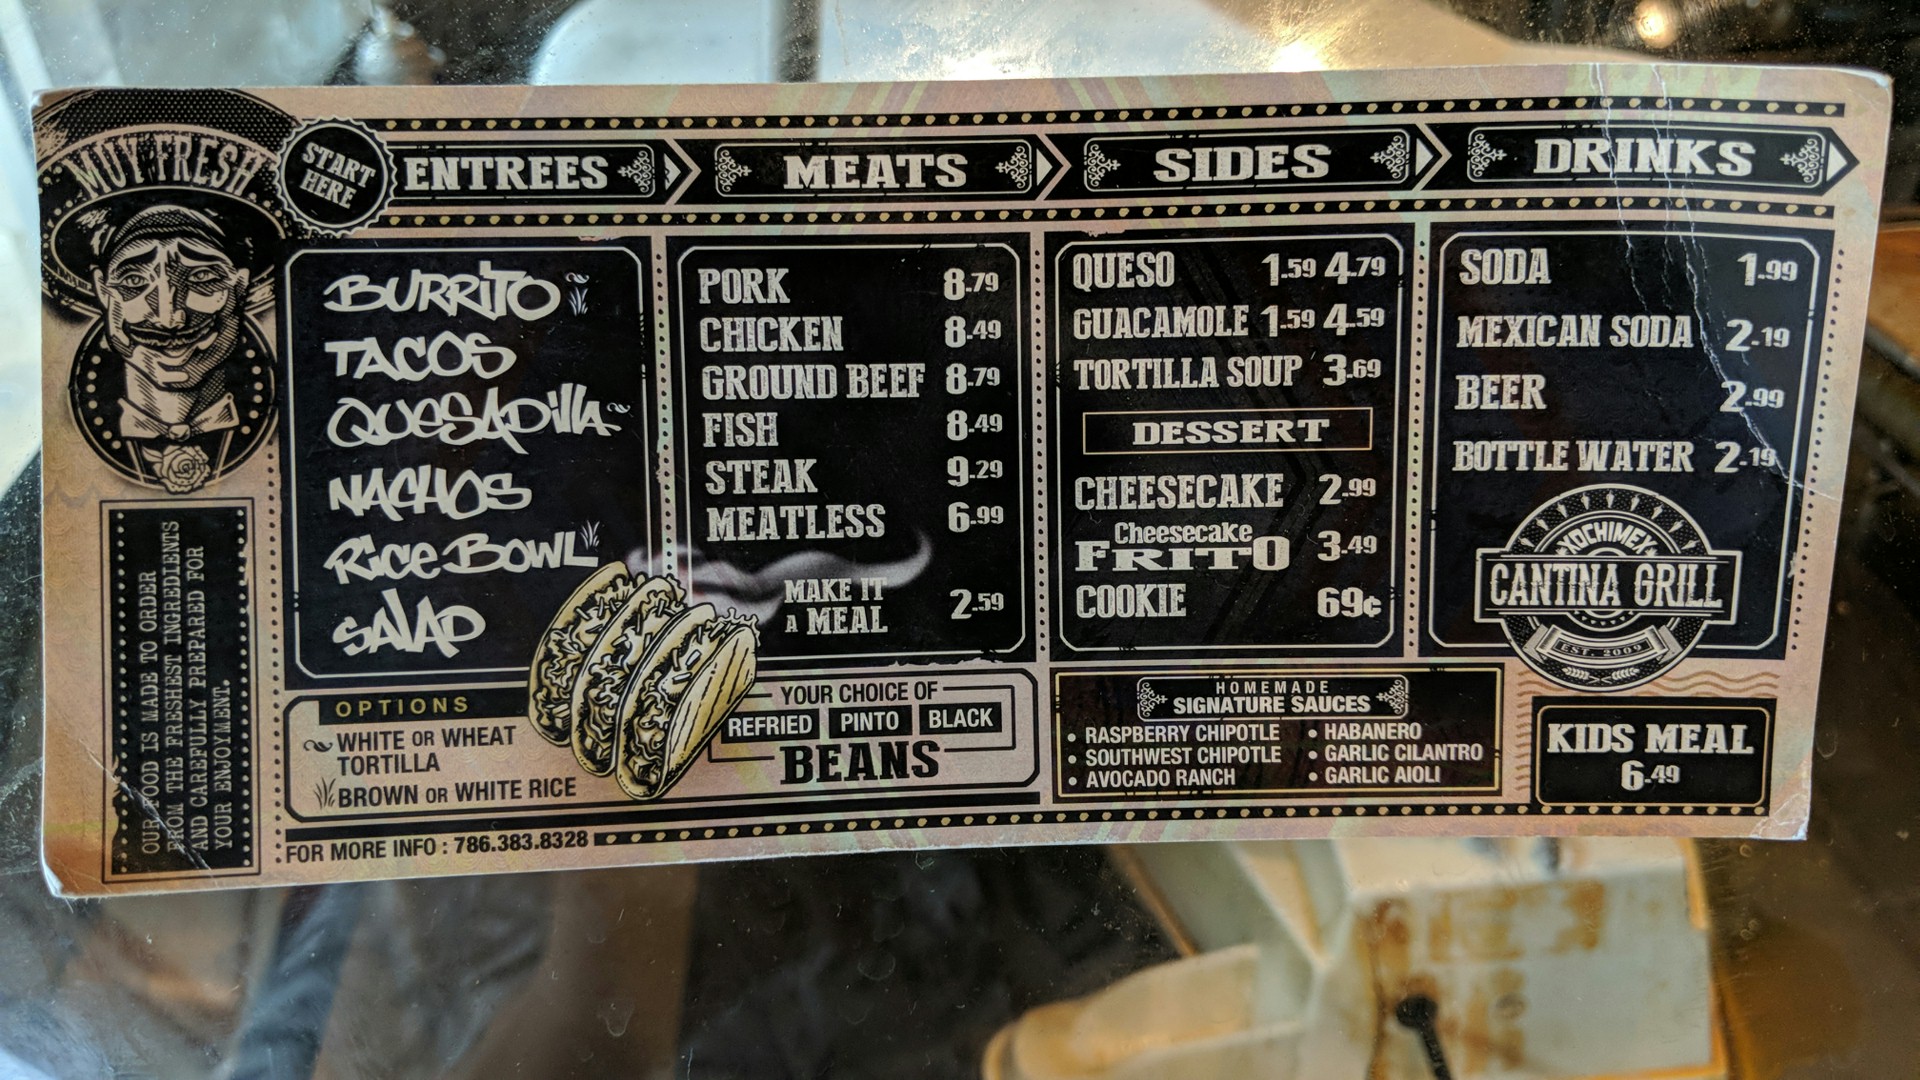 MUY FRESH
START HERE
ENTREES
BURRITO
TACOS
QUESADILLA
NACHOS
RICE BOWL
SALAD
OPTIONS
WHITE OR WHEAT
TORTILLA
BROWN OR WHITE RICE
MEATS
PORK 8.79
CHICKEN 8.49
GROUND BEEF 8.79
FISH 8.49
STEAK 9.29
MEATLESS 6.99
MAKE IT
A MEAL 2.59
YOUR CHOICE OF
REFRIED PINTO BLACK
BEANS
SIDES
QUESO 1.59 4.79
GUACAMOLE 1.59 4.59
TORTILLA SOUP 3.69
DESSERT
CHEESECAKE 2.99
Cheesecake
FRITO 3.49
COOKIE 69¢
HOMEMADE
SIGNATURE SAUCES
• RASPBERRY CHIPOTLE
• SOUTHWEST CHIPOTLE
• AVOCADO RANCH
• HABANERO
• GARLIC CILANTRO
• GARLIC AIOLI
DRINKS
SODA 1.99
MEXICAN SODA 2.19
BEER 2.99
BOTTLE WATER 2.19
XOCHIMEX
CANTINA GRILL
EST. 2009
KIDS MEAL
6.49
OUR FOOD IS MADE TO ORDER
FROM THE FRESHEST INGREDIENTS
AND CAREFULLY PREPARED FOR
YOUR ENJOYMENT.
FOR MORE INFO : 786.383.8328